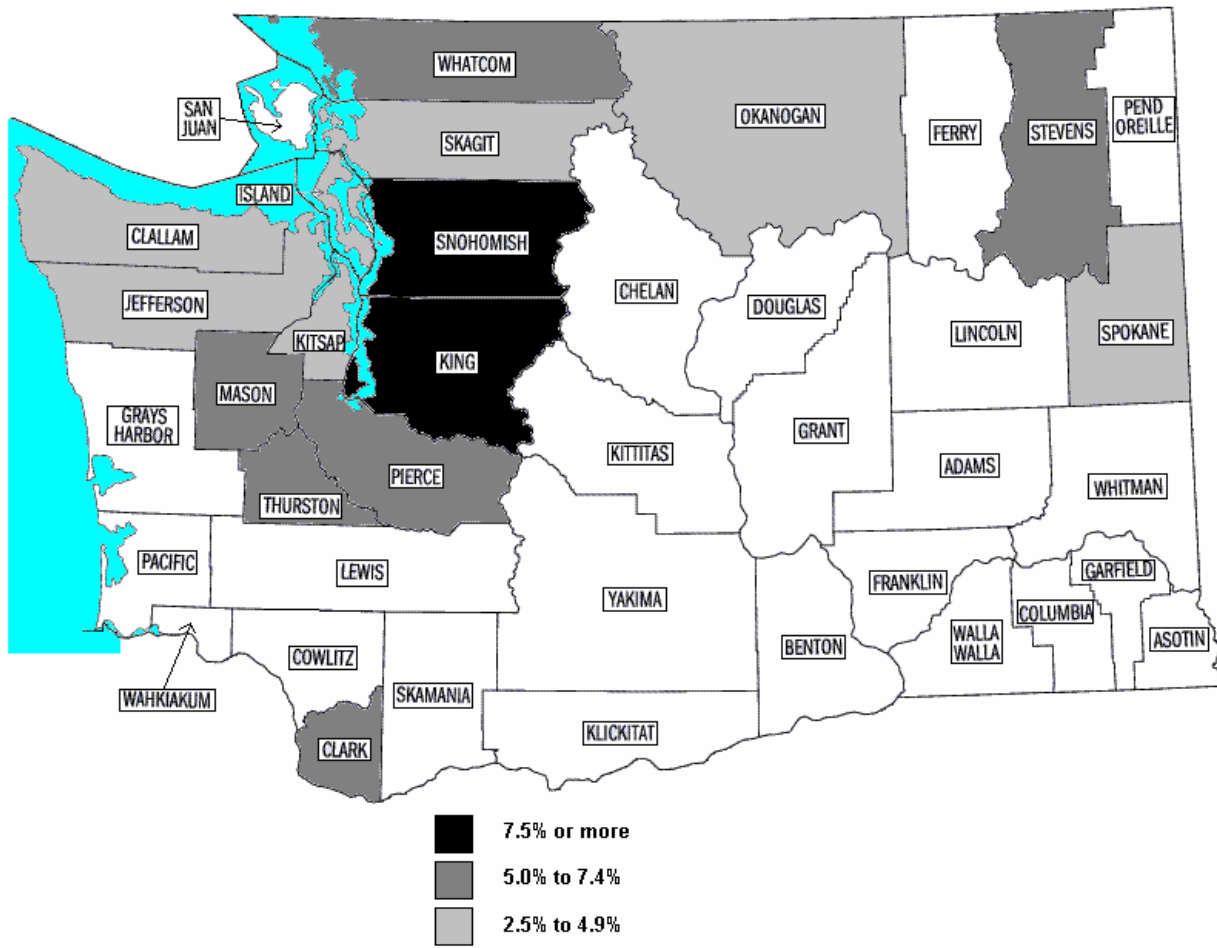 WHATCOM
SAN
JUAN
SKAGIT
OKANOGAN
FERRY
STEVENS
PEND
OREILLE
ISLAND
CLALLAM
SNOHOMISH
JEFFERSON
CHELAN
DOUGLAS
LINCOLN
SPOKANE
KITSAP
KING
MASON
GRAYS
HARBOR
GRANT
KITTITAS
ADAMS
PIERCE
WHITMAN
THURSTON
PACIFIC
LEWIS
YAKIMA
FRANKLIN
GARFIELD
COLUMBIA
WALLA
WALLA
ASOTIN
BENTON
COWLITZ
SKAMANIA
WAHKIAKUM
KLICKITAT
CLARK
7.5% or more
5.0% to 7.4%
2.5% to 4.9%